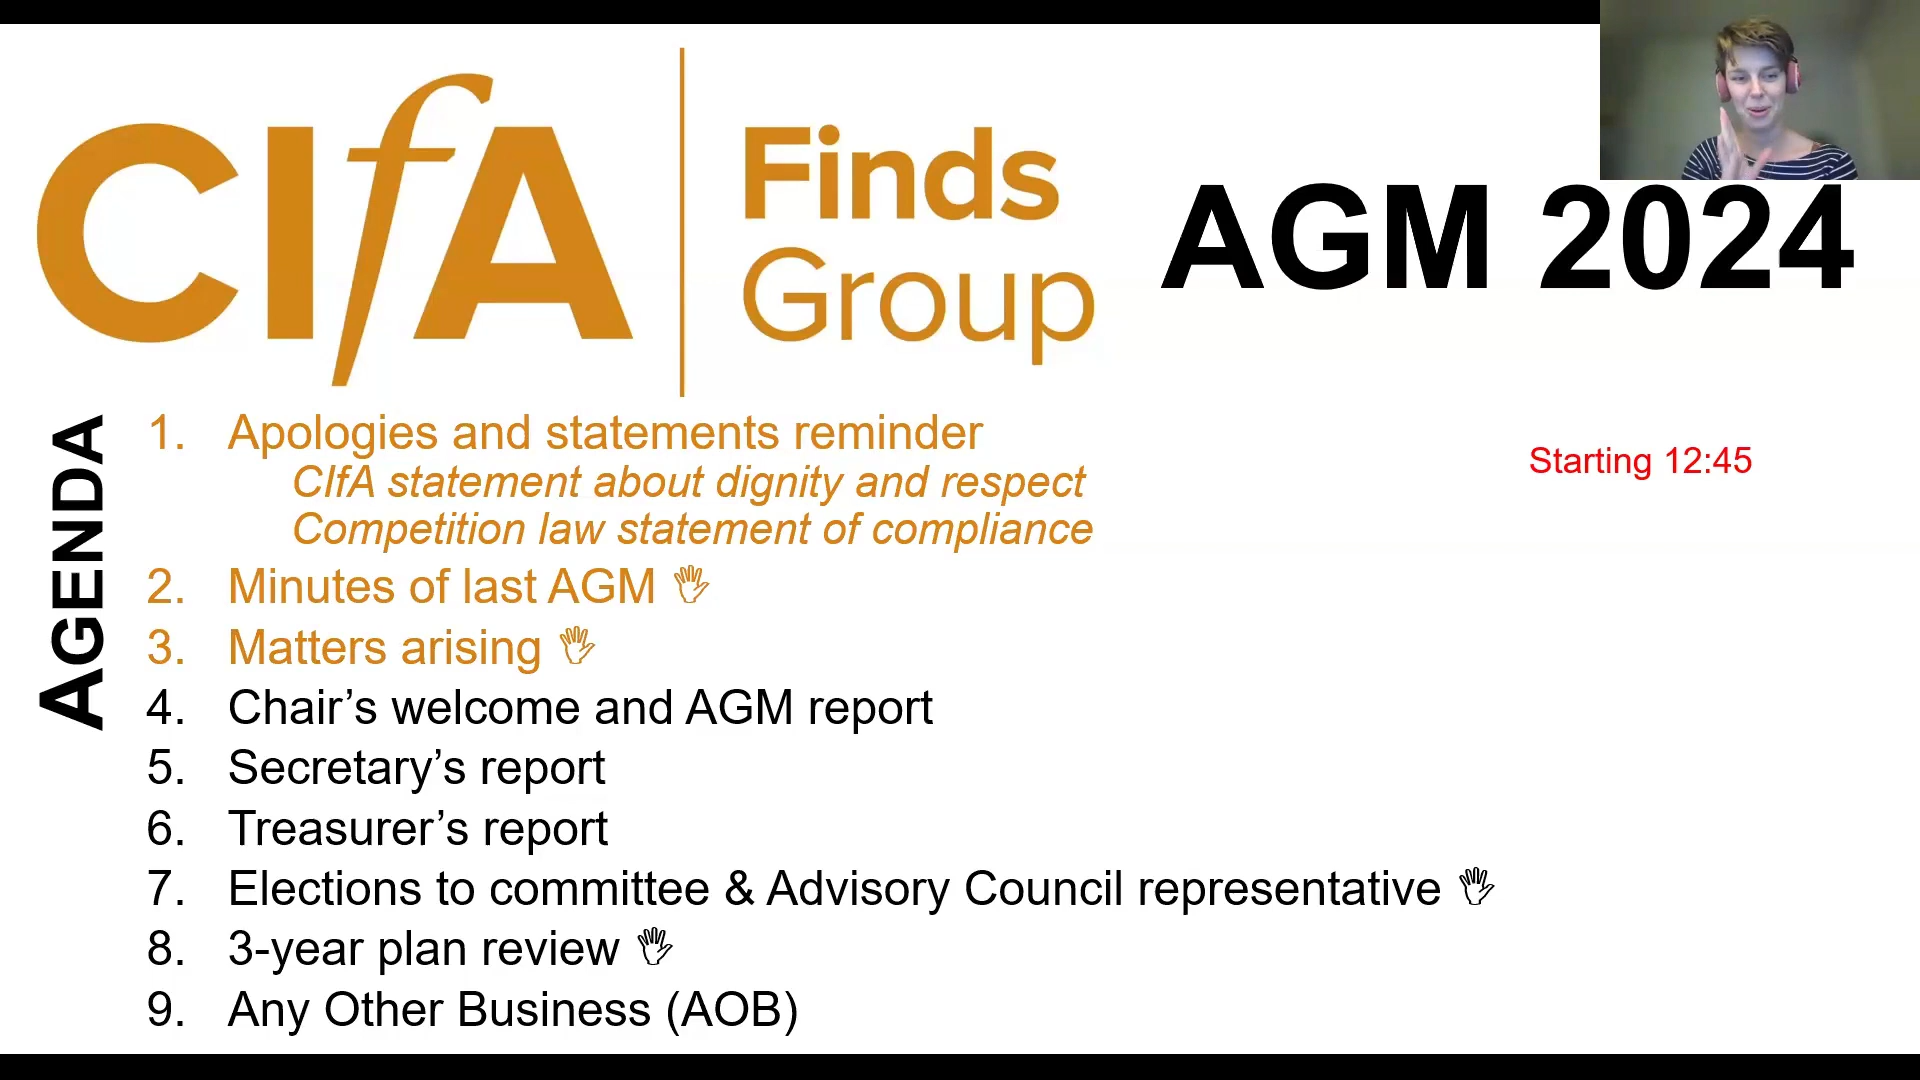 CIfA
Finds
Group
AGM 2024
AGENDA
1. Apologies and statements reminder
CIfA statement about dignity and respect
Competition law statement of compliance
Starting 12:45
2. Minutes of last AGM 🖑
3. Matters arising 🖑
4. Chair’s welcome and AGM report
5. Secretary’s report
6. Treasurer’s report
7. Elections to committee & Advisory Council representative 🖑
8. 3-year plan review 🖑
9. Any Other Business (AOB)